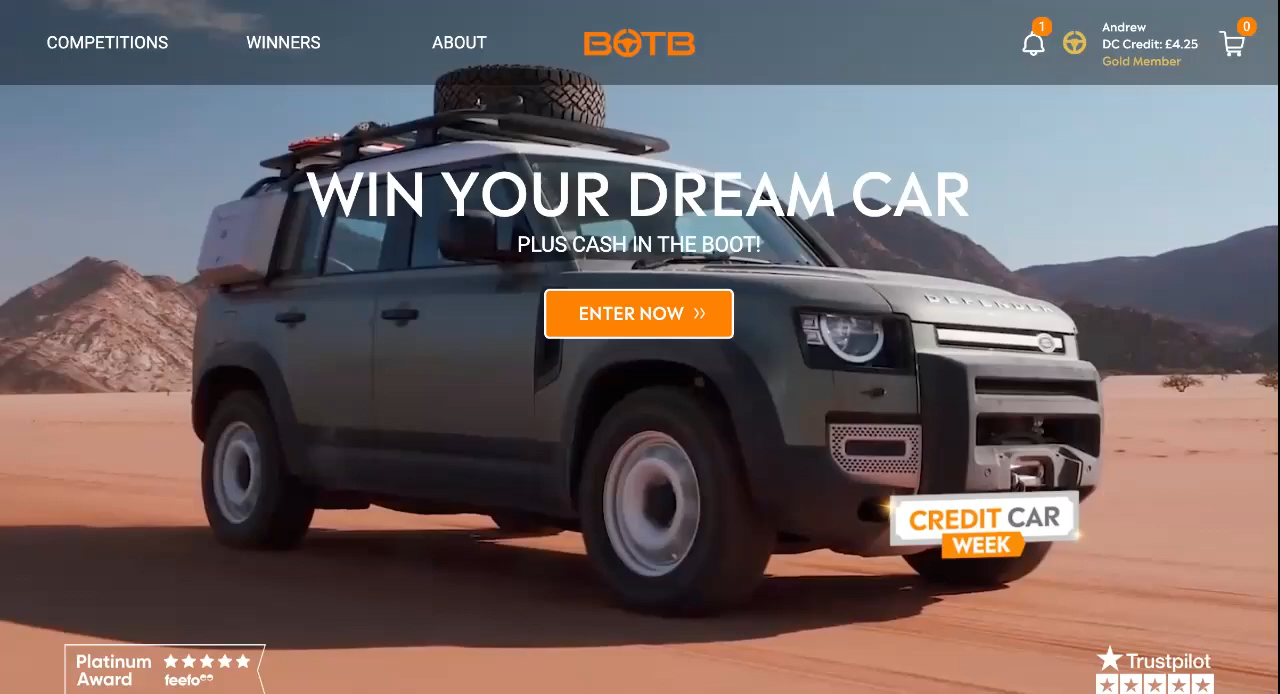 COMPETITIONS
WINNERS
ABOUT
BOTB
1
Andrew
DC Credit: £4.25
Gold Member
0
WIN YOUR DREAM CAR
PLUS CASH IN THE BOOT!
ENTER NOW
DEFENDER
CREDIT CAR
WEEK
Platinum
Award
feefo
Trustpilot